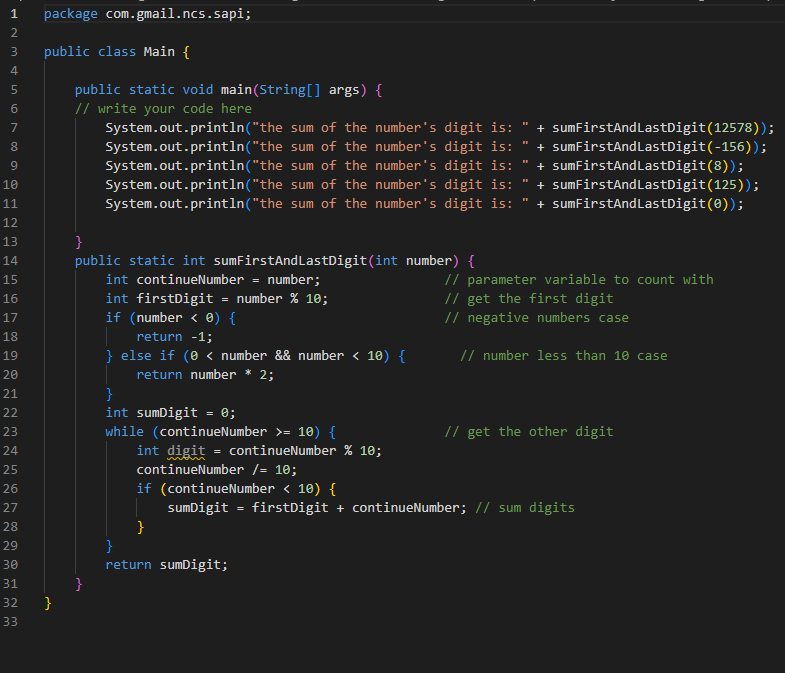 1 package com.gmail.ncs.sapi;
2
3 public class Main {
4
5     public static void main(String[] args) {
6     // write your code here
7         System.out.println("the sum of the number's digit is: " + sumFirstAndLastDigit(12578));
8         System.out.println("the sum of the number's digit is: " + sumFirstAndLastDigit(-156));
9         System.out.println("the sum of the number's digit is: " + sumFirstAndLastDigit(8));
10         System.out.println("the sum of the number's digit is: " + sumFirstAndLastDigit(125));
11         System.out.println("the sum of the number's digit is: " + sumFirstAndLastDigit(0));
12
13     }
14     public static int sumFirstAndLastDigit(int number) {
15         int continueNumber = number;                // parameter variable to count with
16         int firstDigit = number % 10;               // get the first digit
17         if (number < 0) {                           // negative numbers case
18             return -1;
19         } else if (0 < number && number < 10) {       // number less than 10 case
20             return number * 2;
21         }
22         int sumDigit = 0;
23         while (continueNumber >= 10) {              // get the other digit
24             int digit = continueNumber % 10;
25             continueNumber /= 10;
26             if (continueNumber < 10) {
27                 sumDigit = firstDigit + continueNumber; // sum digits
28             }
29         }
30         return sumDigit;
31     }
32 }
33